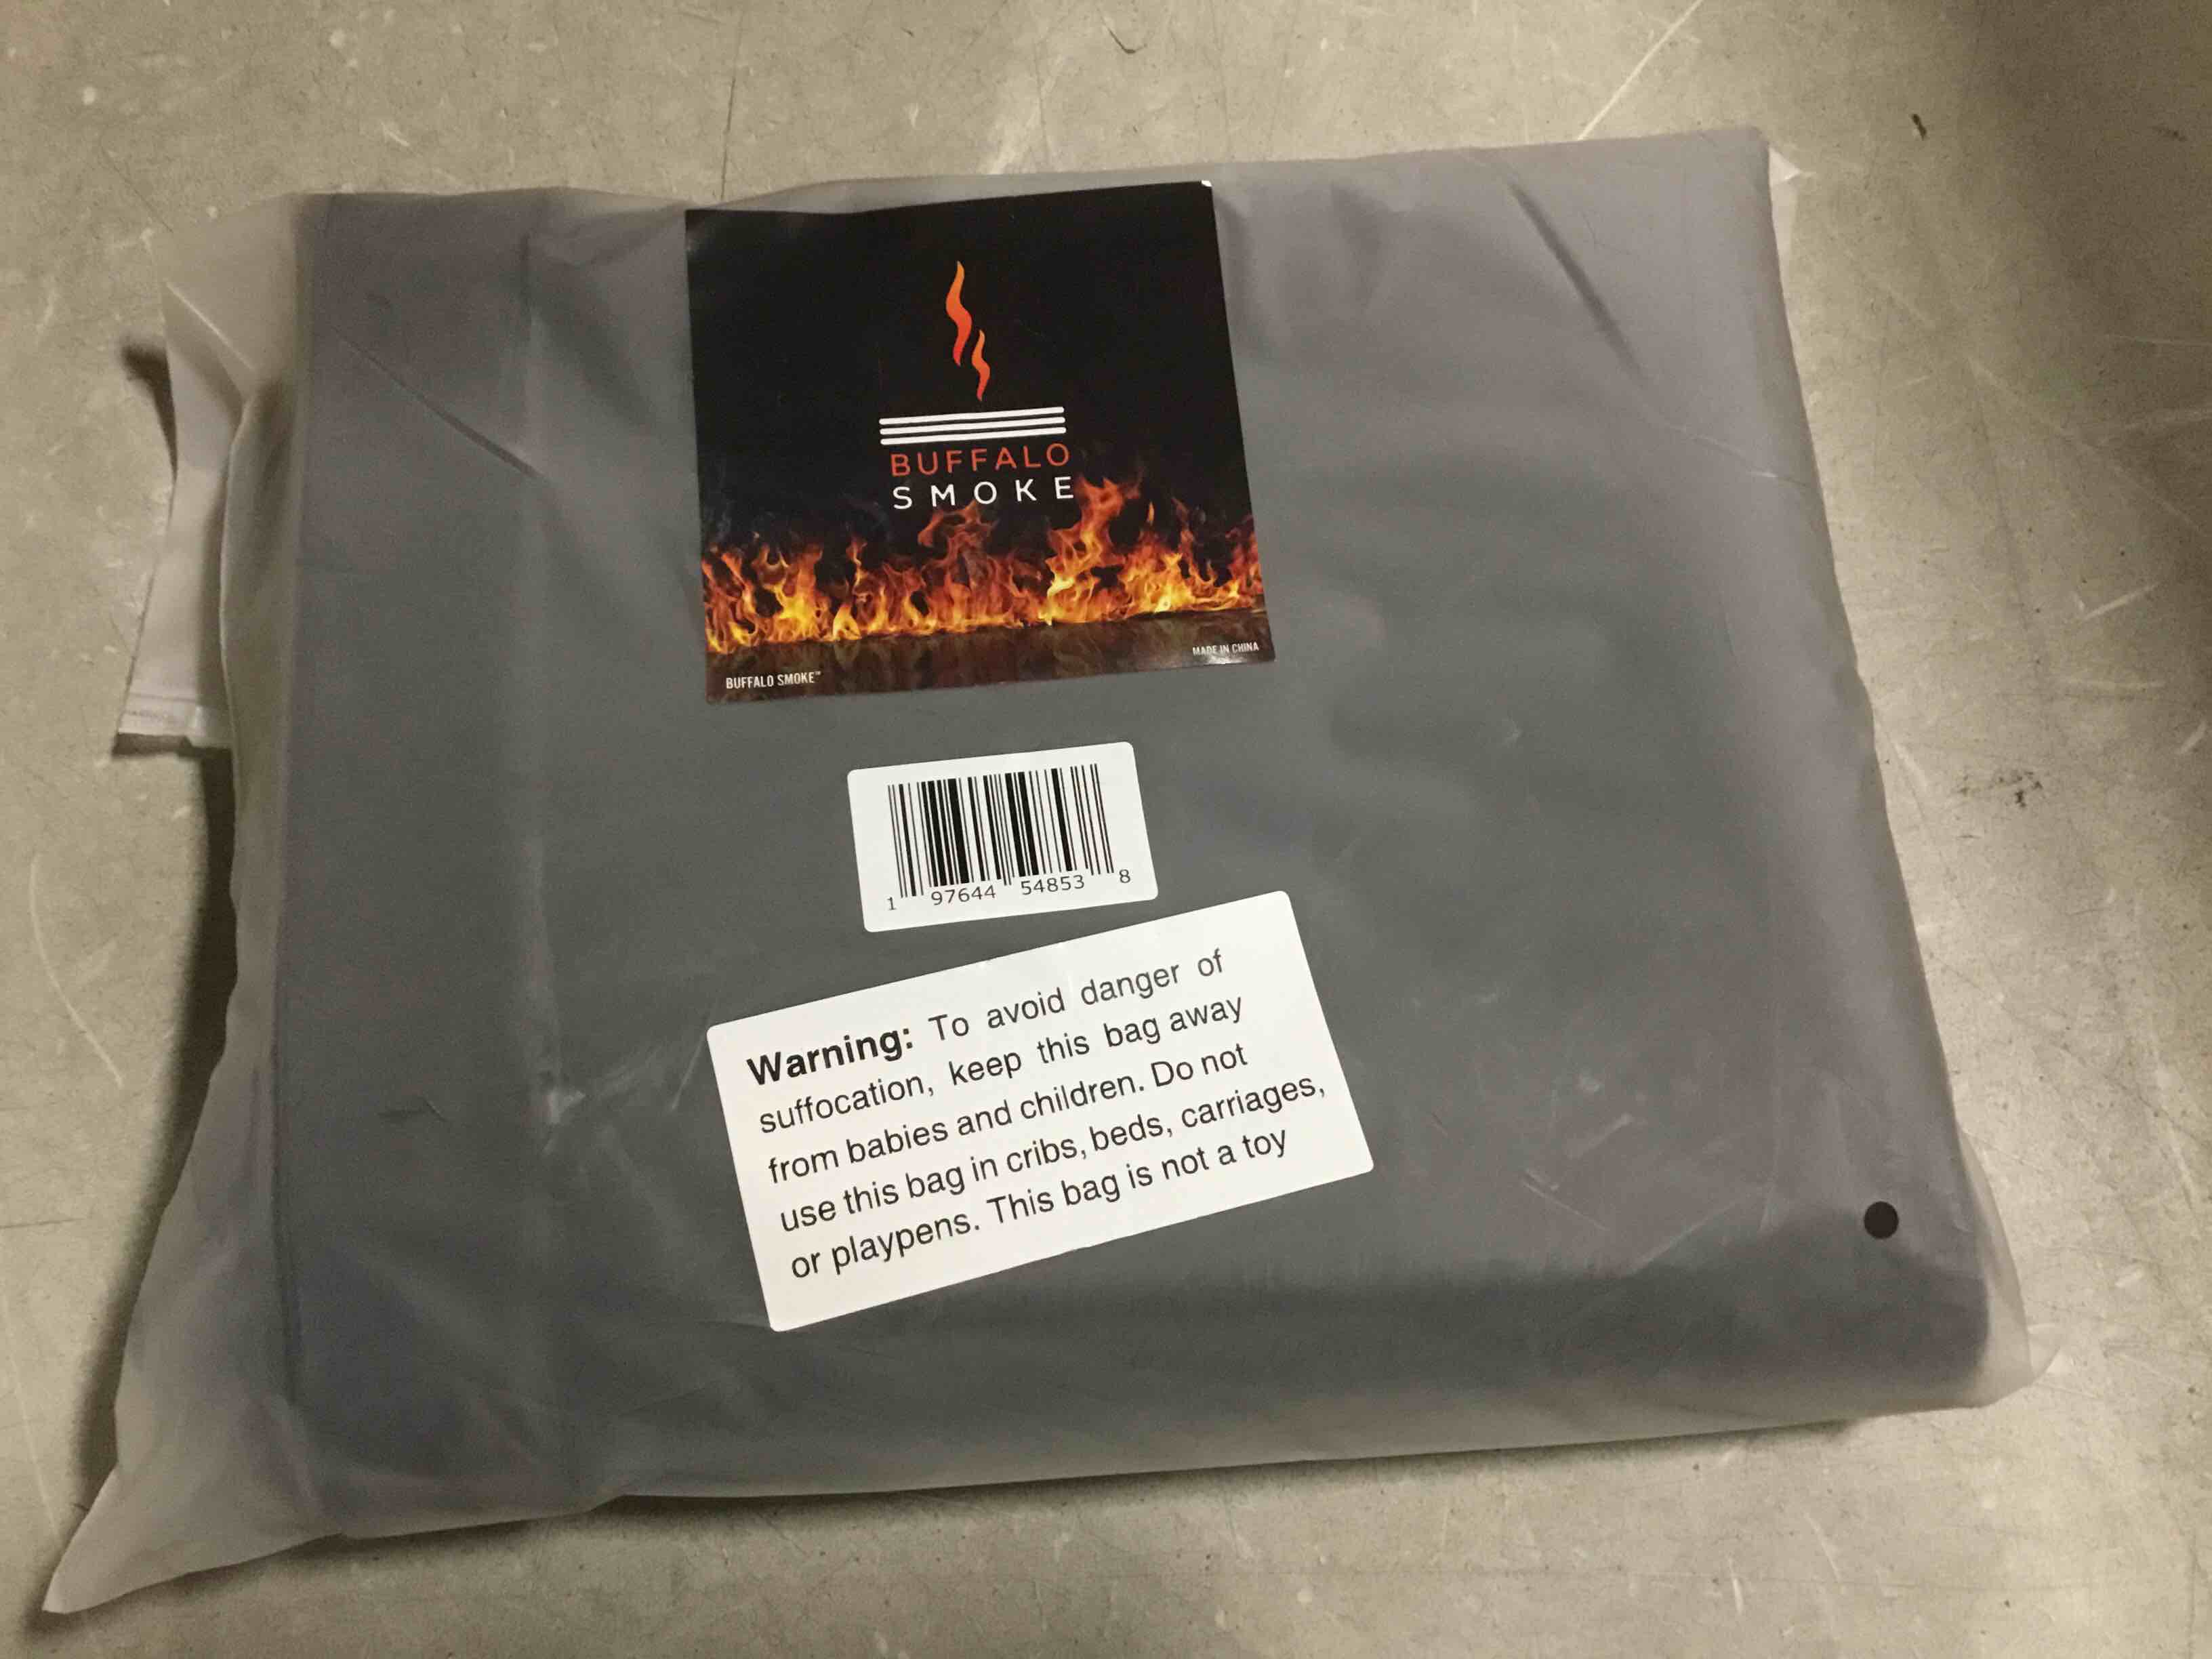 BUFFALO
SMOKE
MADE IN CHINA
BUFFALO SMOKE™
1 97644 54853 8
Warning: To avoid danger of
suffocation, keep this bag away
from babies and children. Do not
use this bag in cribs, beds, carriages,
or playpens. This bag is not a toy